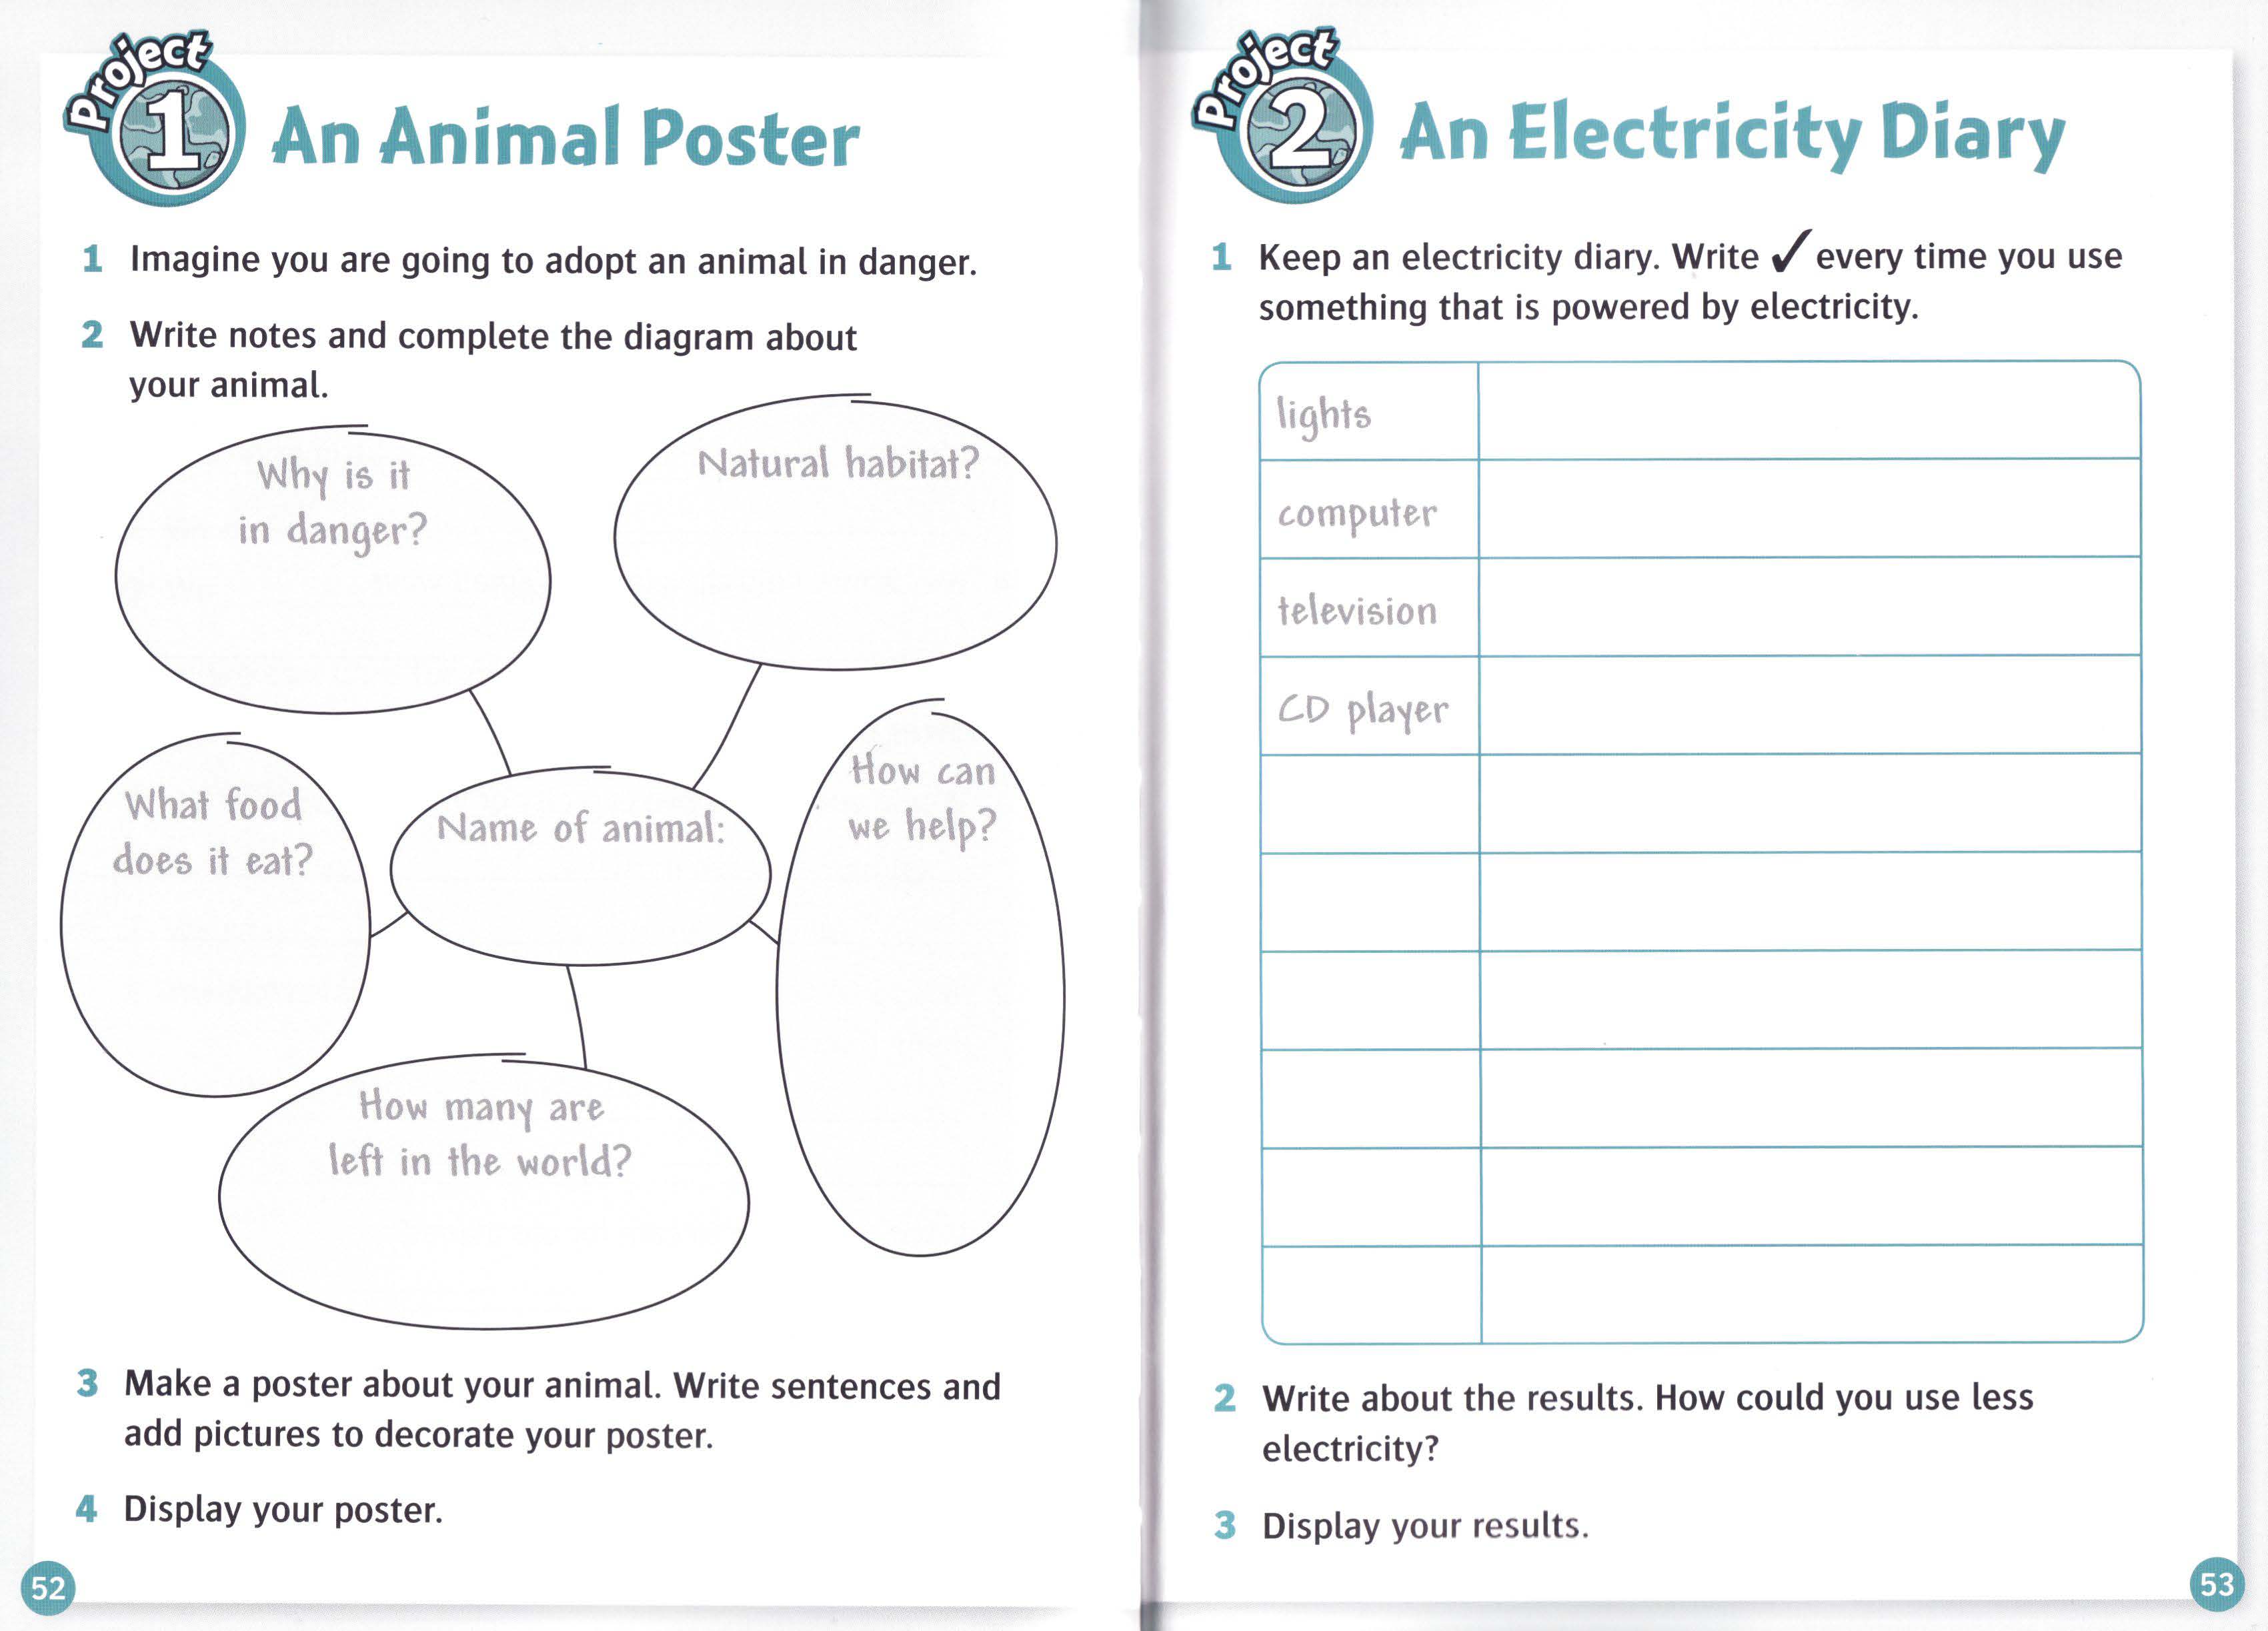 Project
1
An Animal Poster
1 Imagine you are going to adopt an animal in danger.
2 Write notes and complete the diagram about
your animal.
Why is it
in danger?
Natural habitat?
What food
does it eat?
Name of animal:
How can
we help?
How many are
left in the world?
3 Make a poster about your animal. Write sentences and
add pictures to decorate your poster.
4 Display your poster.
52
Project
2
An Electricity Diary
1 Keep an electricity diary. Write ✓ every time you use
something that is powered by electricity.
lights
computer
television
CD player
2 Write about the results. How could you use less
electricity?
3 Display your results.
53